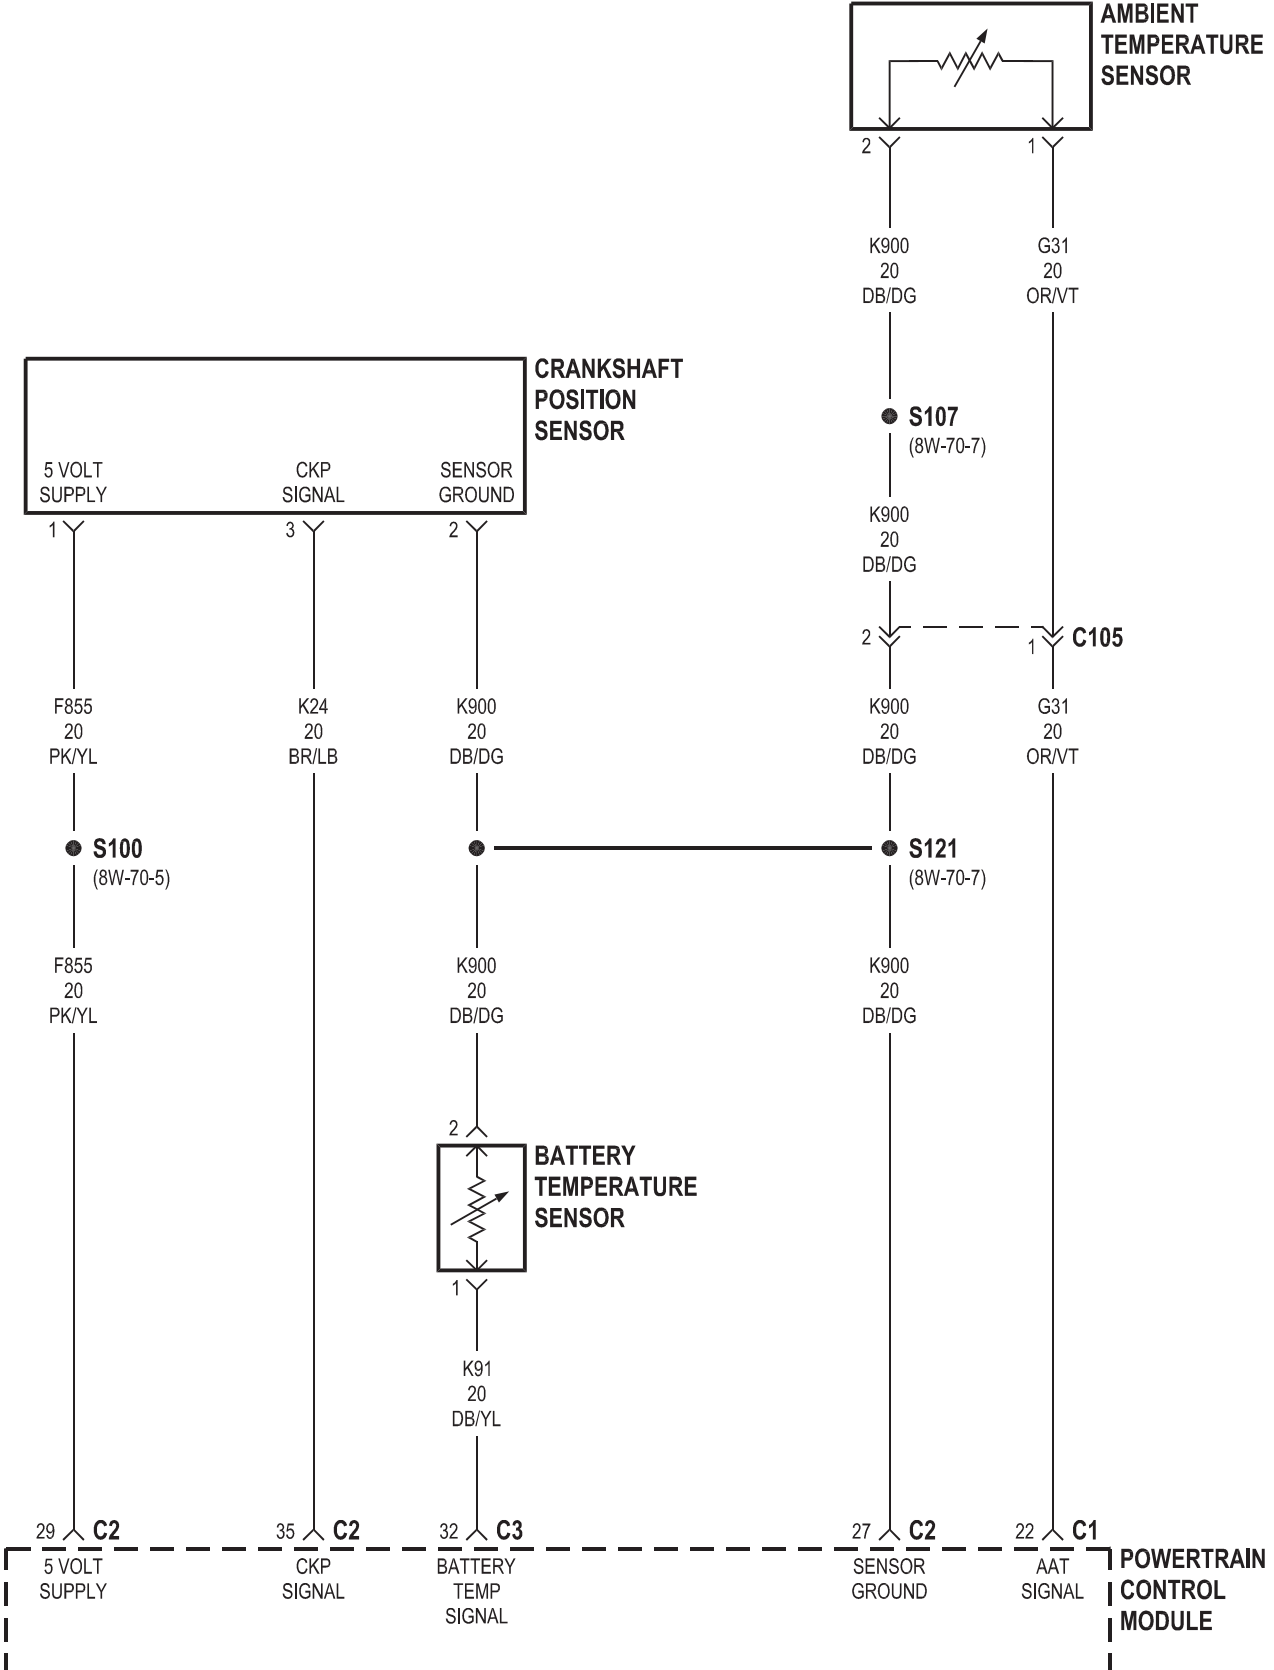 AMBIENT
TEMPERATURE
SENSOR
2
1
K900
20
DB/DG
G31
20
OR/VT
CRANKSHAFT
POSITION
SENSOR
S107
(8W-70-7)
5 VOLT
SUPPLY
CKP
SIGNAL
SENSOR
GROUND
1
3
2
K900
20
DB/DG
2
1
C105
F855
20
PK/YL
K24
20
BR/LB
K900
20
DB/DG
K900
20
DB/DG
G31
20
OR/VT
S100
(8W-70-5)
S121
(8W-70-7)
F855
20
PK/YL
K900
20
DB/DG
K900
20
DB/DG
2
BATTERY
TEMPERATURE
SENSOR
1
K91
20
DB/YL
29 C2
35 C2
32 C3
27 C2
22 C1
5 VOLT
SUPPLY
CKP
SIGNAL
BATTERY
TEMP
SIGNAL
SENSOR
GROUND
AAT
SIGNAL
POWERTRAIN
CONTROL
MODULE